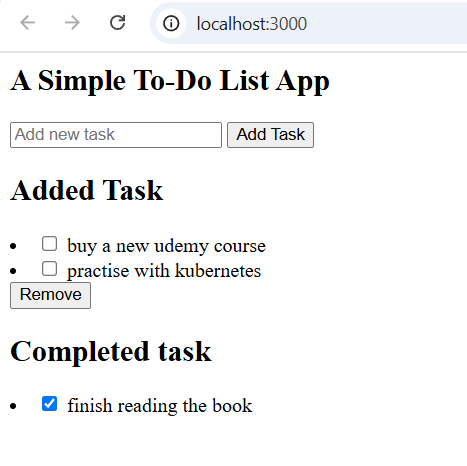 localhost:3000
A Simple To-Do List App
Add new task Add Task
Added Task
buy a new udemy course
practise with kubernetes
Remove
Completed task
finish reading the book